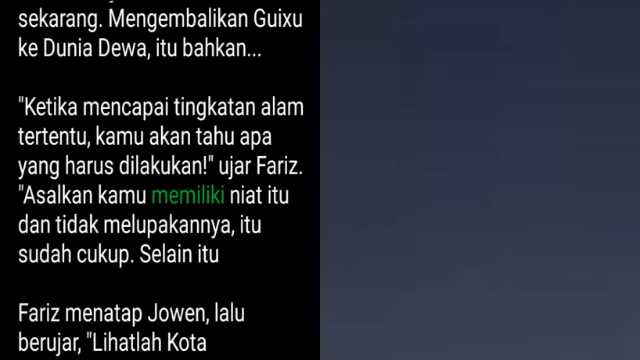 sekarang. Mengembalikan Guixu
ke Dunia Dewa, itu bahkan...
"Ketika mencapai tingkatan alam
tertentu, kamu akan tahu apa
yang harus dilakukan!" ujar Fariz.
"Asalkan kamu memiliki niat itu
dan tidak melupakannya, itu
sudah cukup. Selain itu
Fariz menatap Jowen, lalu
berujar, "Lihatlah Kota